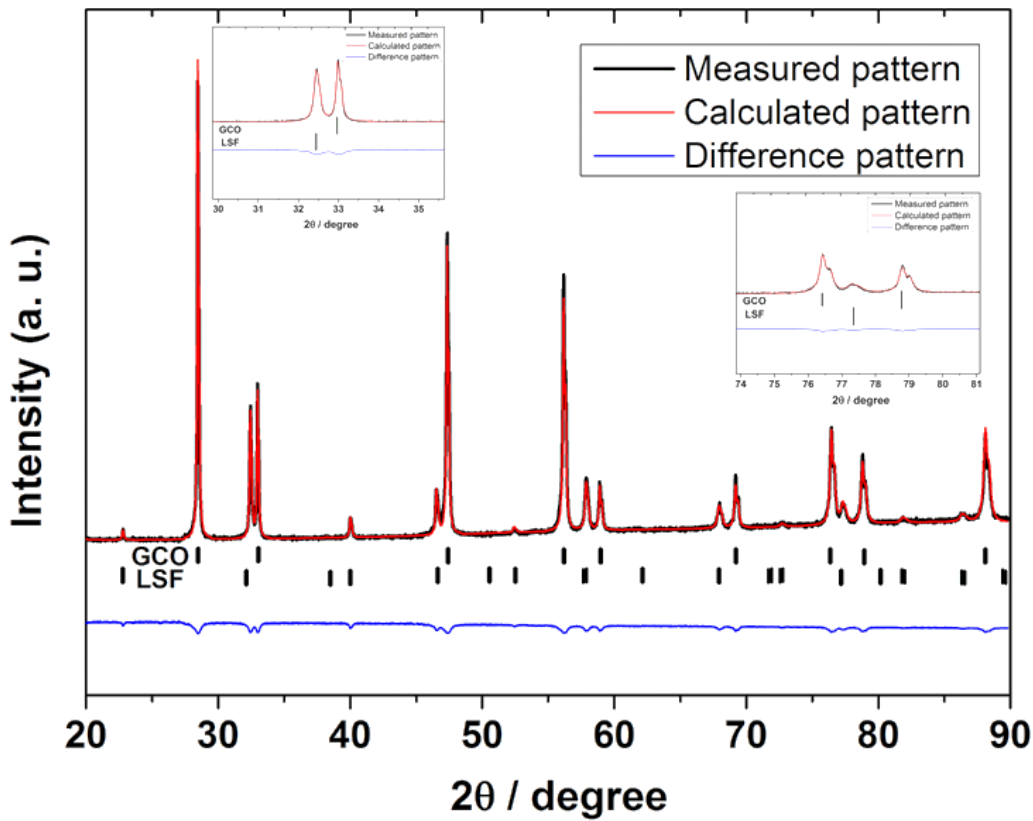 Measured pattern
Calculated pattern
Difference pattern
GCO
LSF
30 31 32 33 34 35
2θ / degree
Measured pattern
Calculated pattern
Difference pattern
Measured pattern
Calculated pattern
Difference pattern
GCO
LSF
74 75 76 77 78 79 80 81
2θ / degree
Intensity (a. u.)
GCO
LSF
20 30 40 50 60 70 80 90
2θ / degree